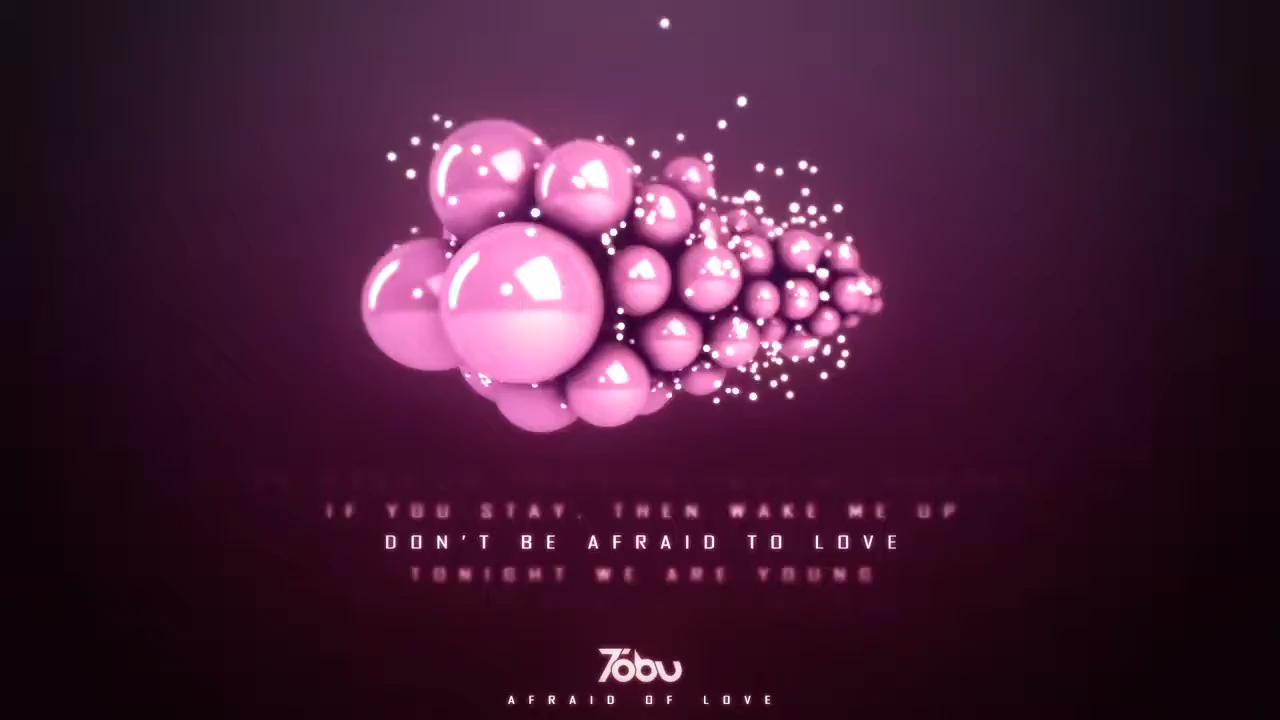 IF YOU STAY, THEN WAKE ME UP
DON'T BE AFRAID TO LOVE
TONIGHT WE ARE YOUNG
Tobu
AFRAID OF LOVE